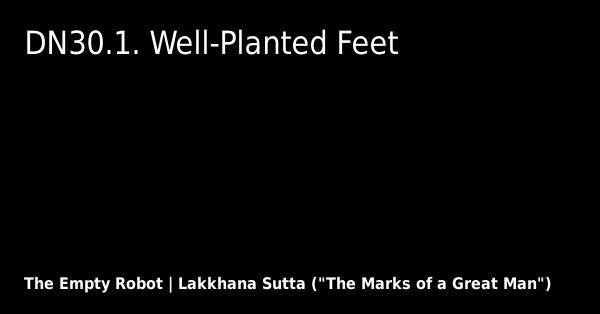 DN30.1. Well-Planted Feet
The Empty Robot | Lakkhana Sutta ("The Marks of a Great Man")